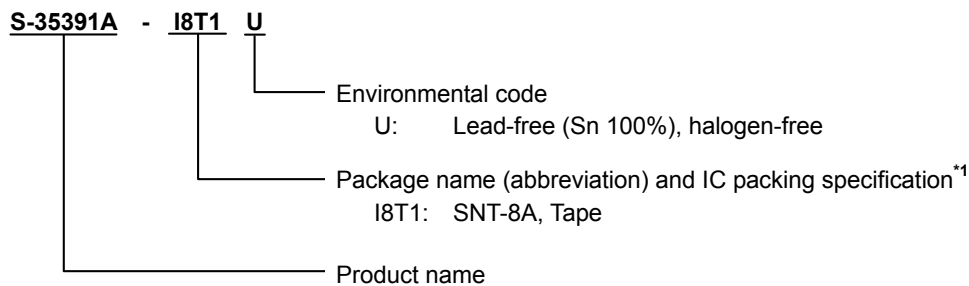 S-35391A - I8T1 U
Environmental code
U: Lead-free (Sn 100%), halogen-free
Package name (abbreviation) and IC packing specification*1
I8T1: SNT-8A, Tape
Product name